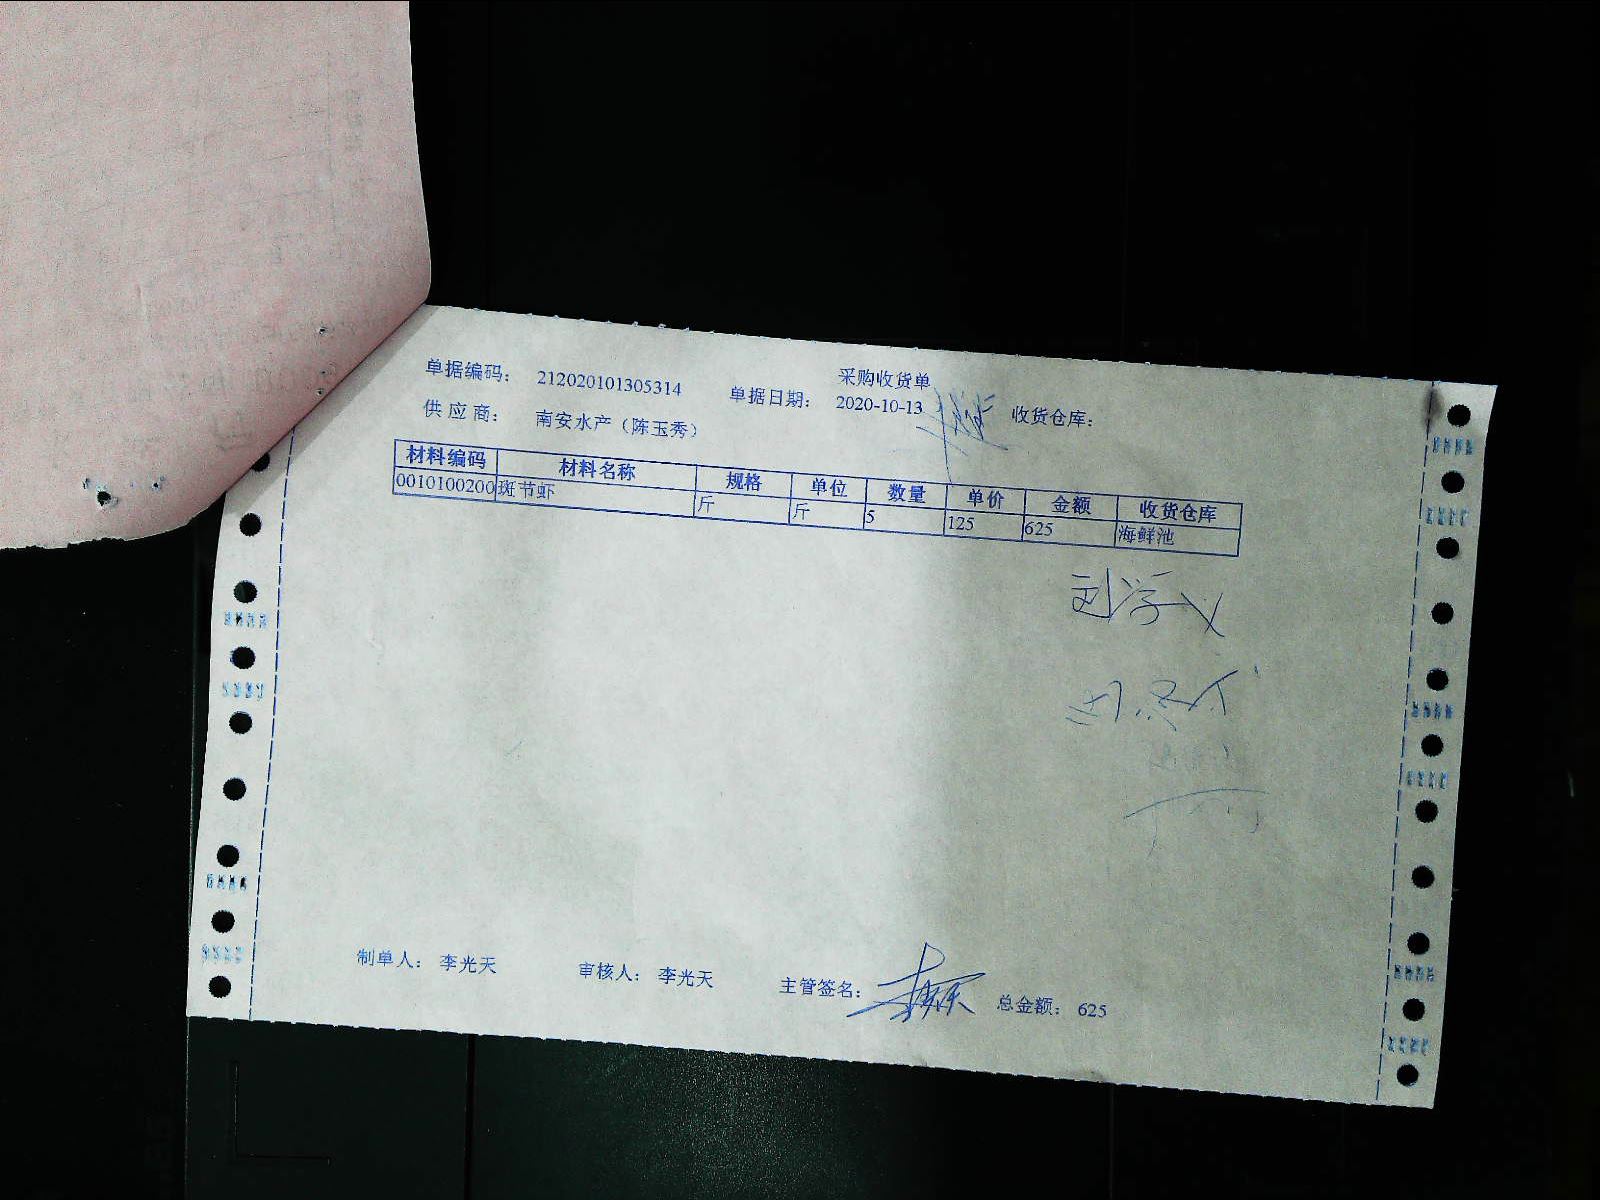 采购收货单
单据编码： 212020101305314 单据日期： 2020-10-13 收货仓库：
供应商： 南安水产（陈玉秀）
材料编码 材料名称 规格 单位 数量 单价 金额 收货仓库
0010100200 斑节虾 斤 斤 5 125 625 海鲜池
制单人： 李光天 审核人： 李光天 主管签名： 总金额： 625